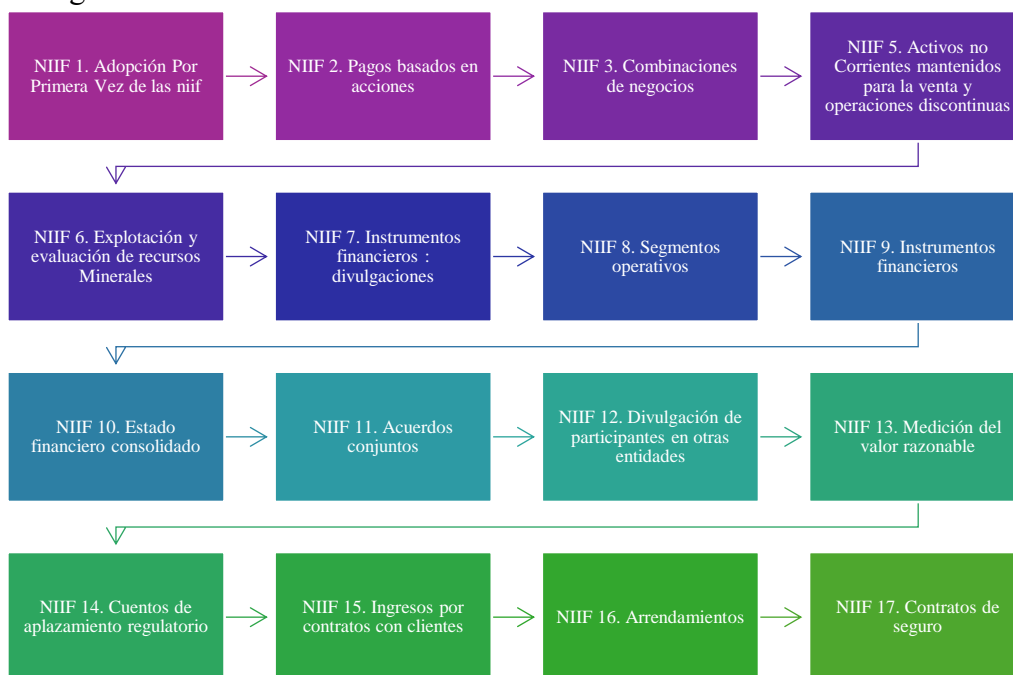 NIIF 1. Adopción Por
Primera Vez de las niif
NIIF 2. Pagos basados en
acciones
NIIF 3. Combinaciones
de negocios
NIIF 5. Activos no
Corrientes mantenidos
para la venta y
operaciones discontinuas
NIIF 6. Explotación y
evaluación de recursos
Minerales
NIIF 7. Instrumentos
financieros :
divulgaciones
NIIF 8. Segmentos
operativos
NIIF 9. Instrumentos
financieros
NIIF 10. Estado
financiero consolidado
NIIF 11. Acuerdos
conjuntos
NIIF 12. Divulgación de
participantes en otras
entidades
NIIF 13. Medición del
valor razonable
NIIF 14. Cuentos de
aplazamiento regulatorio
NIIF 15. Ingresos por
contratos con clientes
NIIF 16. Arrendamientos
NIIF 17. Contratos de
seguro